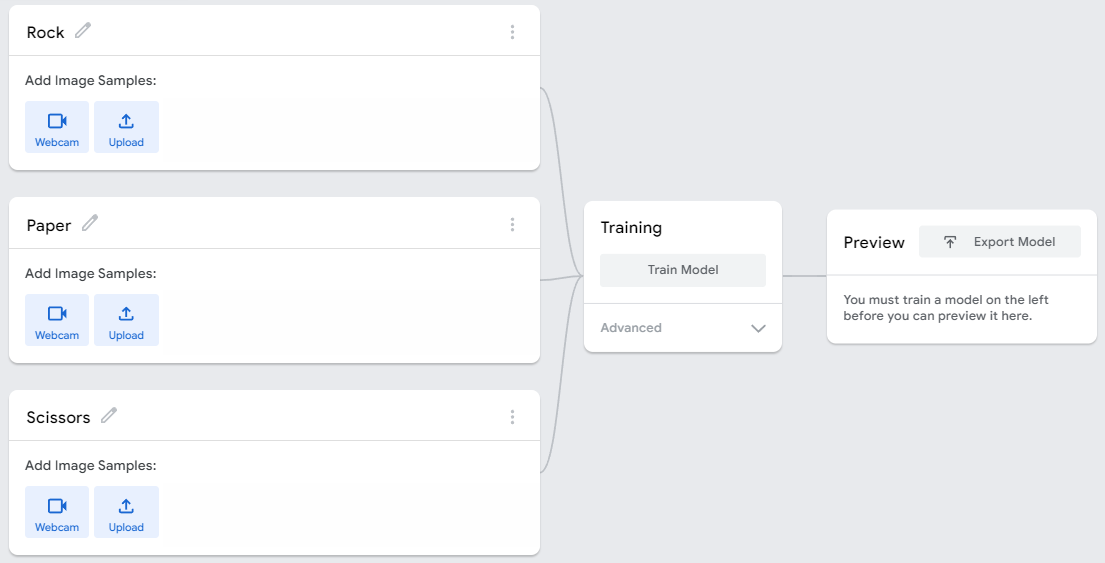 Rock
Add Image Samples:
Webcam Upload
Paper
Add Image Samples:
Webcam Upload
Scissors
Add Image Samples:
Webcam Upload
Training
Train Model
Advanced
Preview Export Model
You must train a model on the left
before you can preview it here.